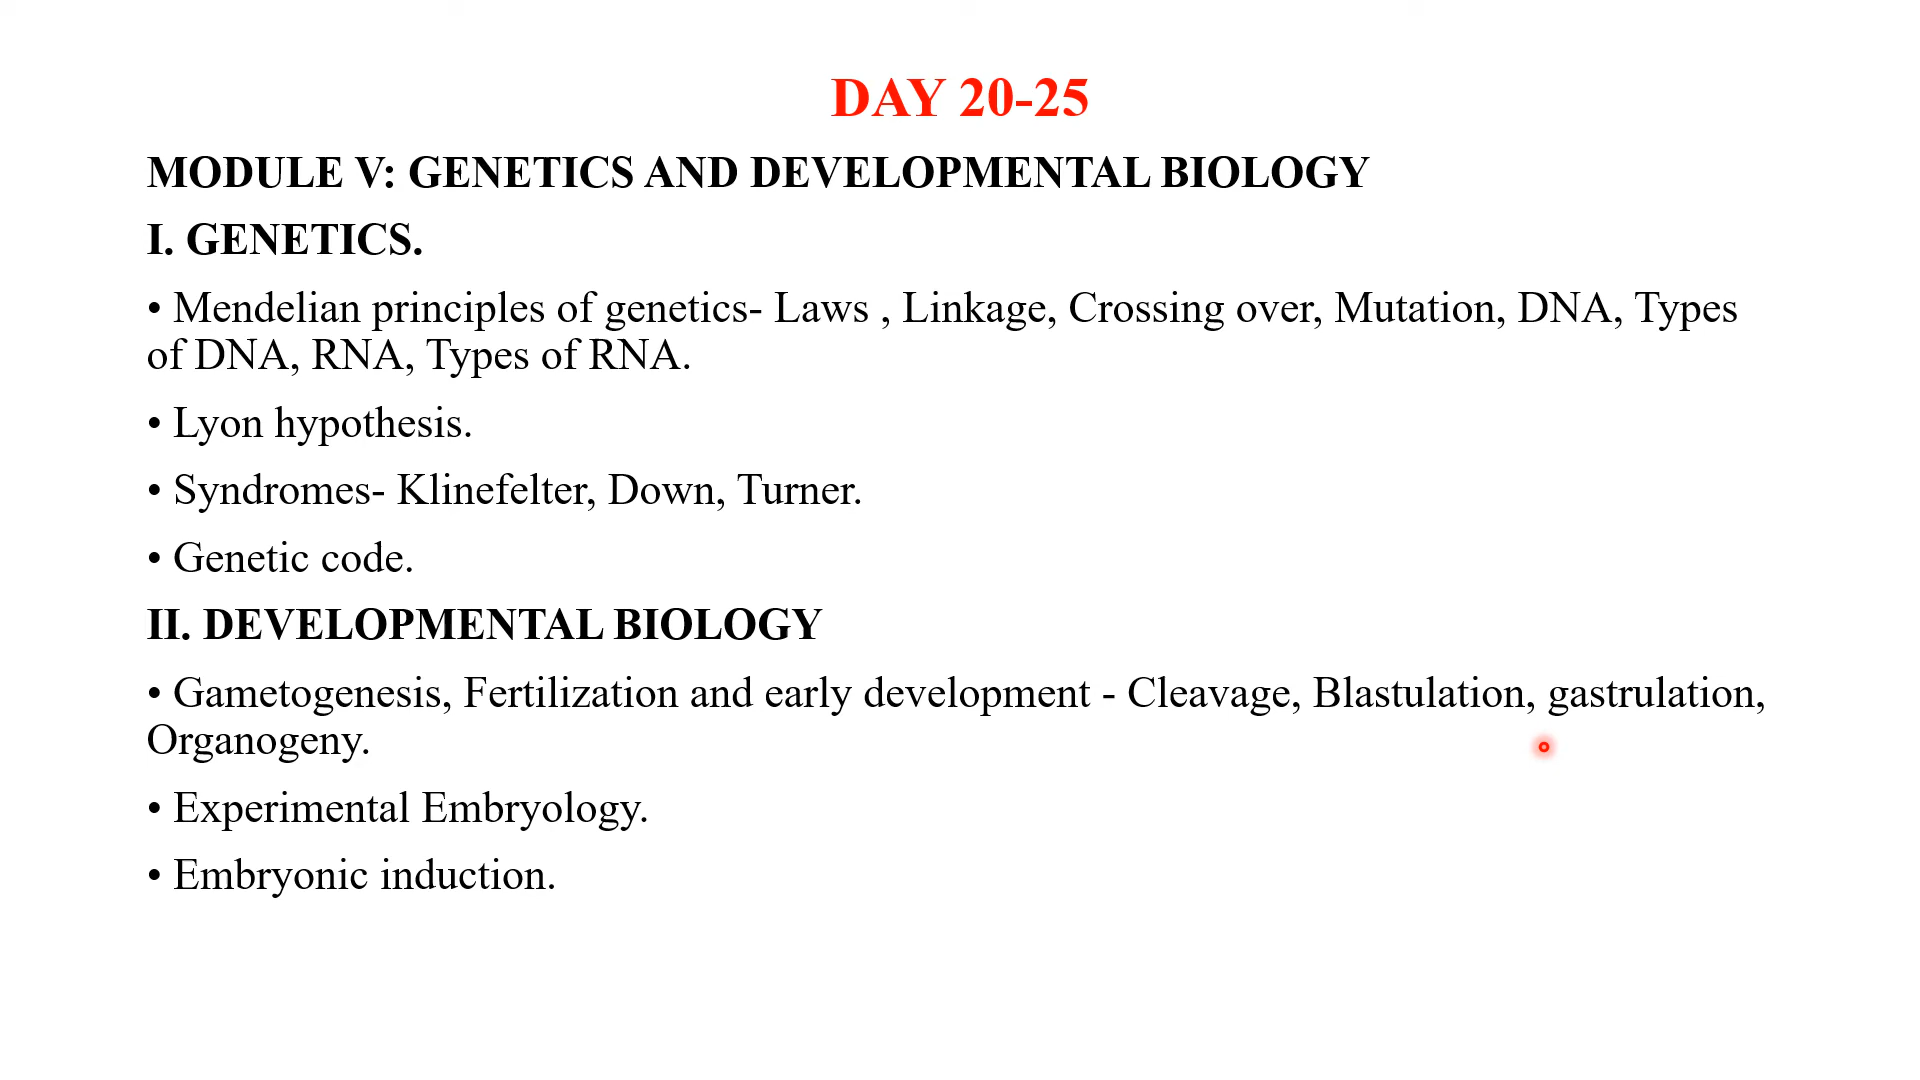 DAY 20-25
MODULE V: GENETICS AND DEVELOPMENTAL BIOLOGY
I. GENETICS.
• Mendelian principles of genetics- Laws , Linkage, Crossing over, Mutation, DNA, Types
of DNA, RNA, Types of RNA.
• Lyon hypothesis.
• Syndromes- Klinefelter, Down, Turner.
• Genetic code.
II. DEVELOPMENTAL BIOLOGY
• Gametogenesis, Fertilization and early development - Cleavage, Blastulation, gastrulation,
Organogeny.
• Experimental Embryology.
• Embryonic induction.